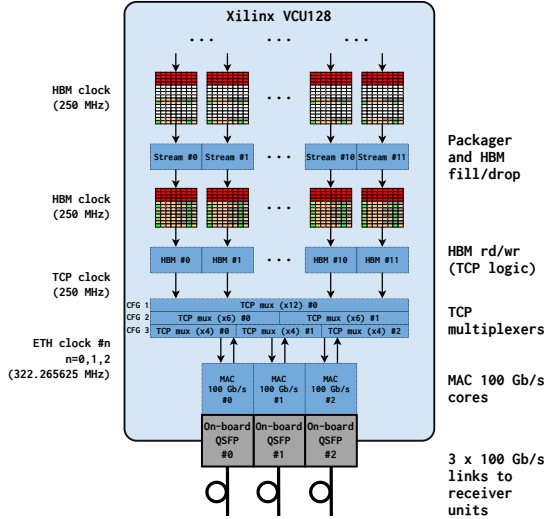 Xilinx VCU128
... ... ...
HBM clock
(250 MHz)
...
Stream #0 Stream #1 ... Stream #10 Stream #11
Packager
and HBM
fill/drop
HBM clock
(250 MHz)
...
HBM #0 HBM #1 ... HBM #10 HBM #11
HBM rd/wr
(TCP logic)
TCP clock
(250 MHz)
CFG 1 TCP mux (x12) #0
CFG 2 TCP mux (x6) #0 TCP mux (x6) #1
CFG 3 TCP mux (x4) #0 TCP mux (x4) #1 TCP mux (x4) #2
TCP
multiplexers
ETH clock #n
n=0,1,2
(322.265625 MHz)
MAC MAC MAC
100 Gb/s 100 Gb/s 100 Gb/s
#0 #1 #2
MAC 100 Gb/s
cores
On-board On-board On-board
QSFP QSFP QSFP
#0 #1 #2
3 x 100 Gb/s
links to
receiver
units